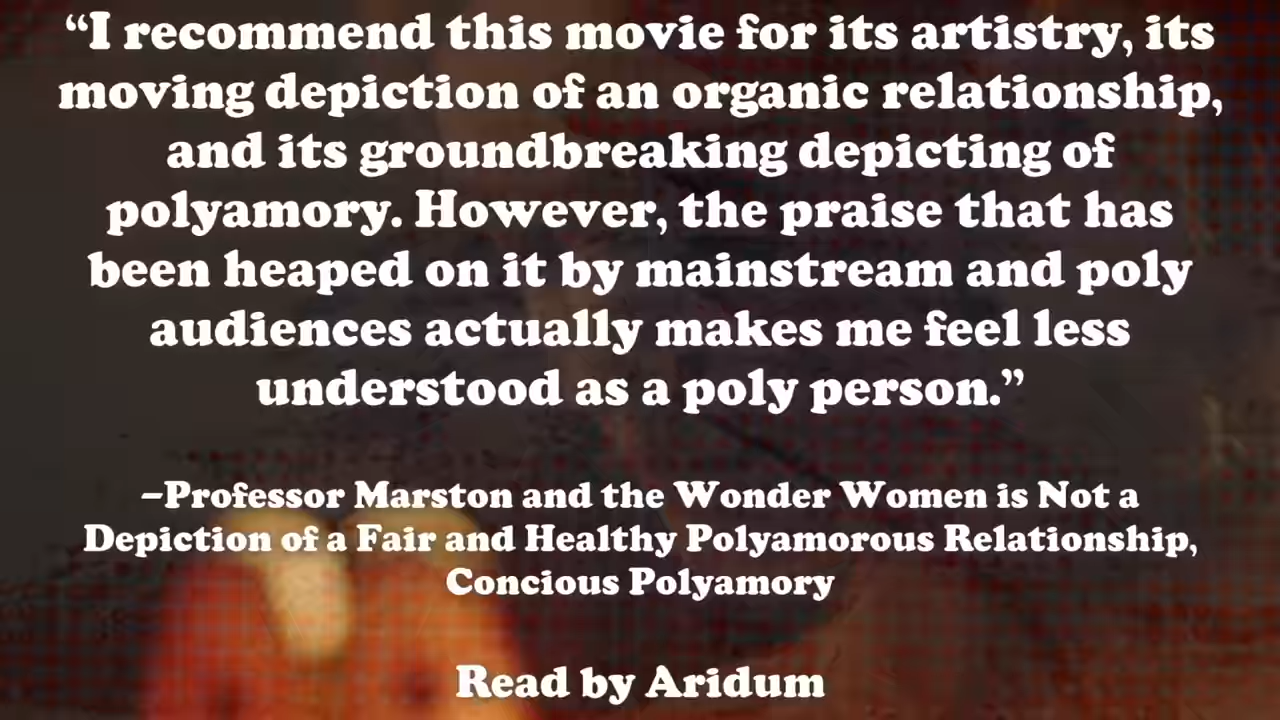 “I recommend this movie for its artistry, its
moving depiction of an organic relationship,
and its groundbreaking depicting of
polyamory. However, the praise that has
been heaped on it by mainstream and poly
audiences actually makes me feel less
understood as a poly person.”
–Professor Marston and the Wonder Women is Not a
Depiction of a Fair and Healthy Polyamorous Relationship,
Concious Polyamory
Read by Aridum